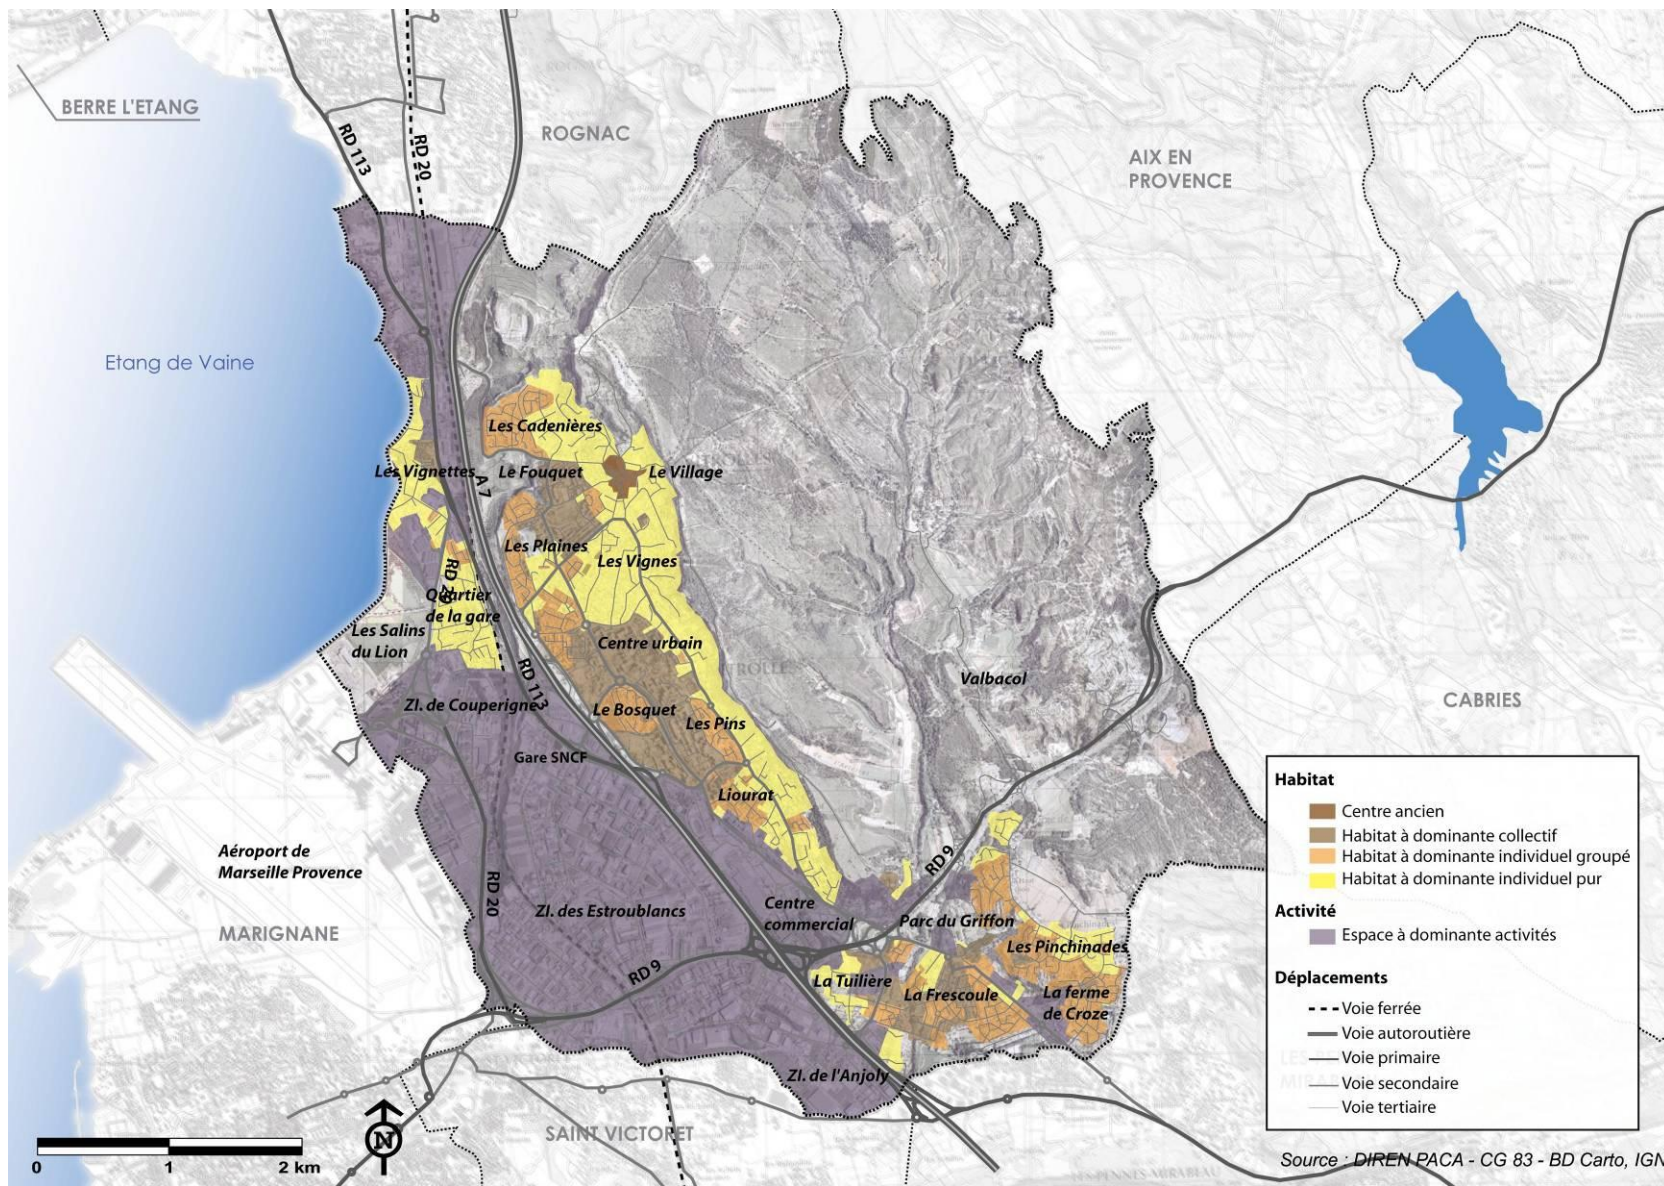 BERRE L'ETANG
ROGNAC
AIX EN
PROVENCE
RD 113
RD 20
Etang de Vaine
Les Cadenières
Les Vignettes
Le Fouquet
Le Village
A 7
Les Plaines
Les Vignes
RD 20
Quartier
de la gare
Les Salins
du Lion
Centre urbain
RD 113
Valbacol
ZI. de Couperigne
Le Bosquet
Les Pins
CABRIES
Gare SNCF
Liourat
Aéroport de
Marseille Provence
RD 20
RD 9
ZI. des Estroublancs
Centre
commercial
Parc du Griffon
MARIGNANE
Les Pinchinades
RD 9
La Tuilière
La Frescoule
La ferme
de Croze
ZI. de l'Anjoly
SAINT VICTORET
Habitat
Centre ancien
Habitat à dominante collectif
Habitat à dominante individuel groupé
Habitat à dominante individuel pur
Activité
Espace à dominante activités
Déplacements
Voie ferrée
Voie autoroutière
Voie primaire
Voie secondaire
Voie tertiaire
N
0 1 2 km
Source : DIREN PACA - CG 83 - BD Carto, IGN